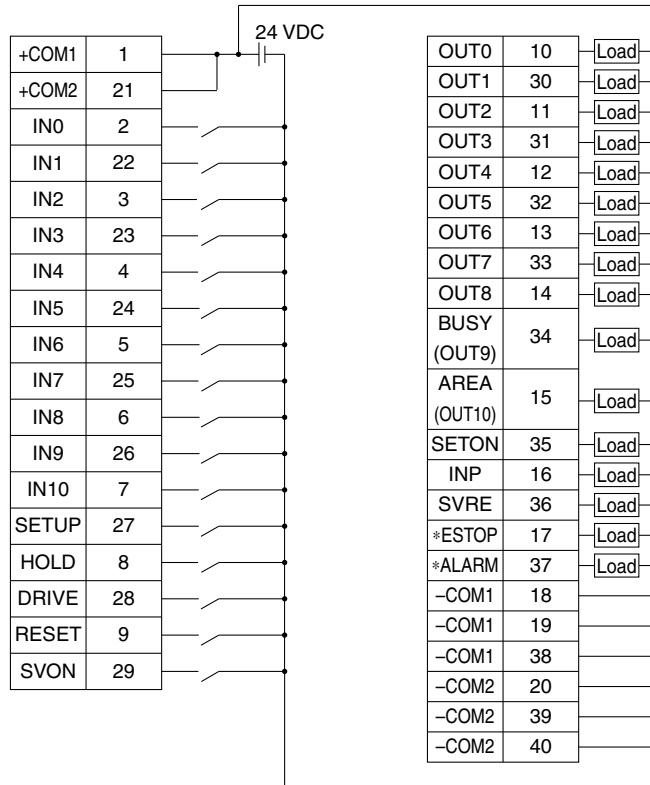 24 VDC
+COM1 1
+COM2 21
IN0 2
IN1 22
IN2 3
IN3 23
IN4 4
IN5 24
IN6 5
IN7 25
IN8 6
IN9 26
IN10 7
SETUP 27
HOLD 8
DRIVE 28
RESET 9
SVON 29
OUT0 10 Load
OUT1 30 Load
OUT2 11 Load
OUT3 31 Load
OUT4 12 Load
OUT5 32 Load
OUT6 13 Load
OUT7 33 Load
OUT8 14 Load
BUSY
(OUT9) 34 Load
AREA
(OUT10) 15 Load
SETON 35 Load
INP 16 Load
SVRE 36 Load
*ESTOP 17 Load
*ALARM 37 Load
–COM1 18
–COM1 19
–COM1 38
–COM2 20
–COM2 39
–COM2 40